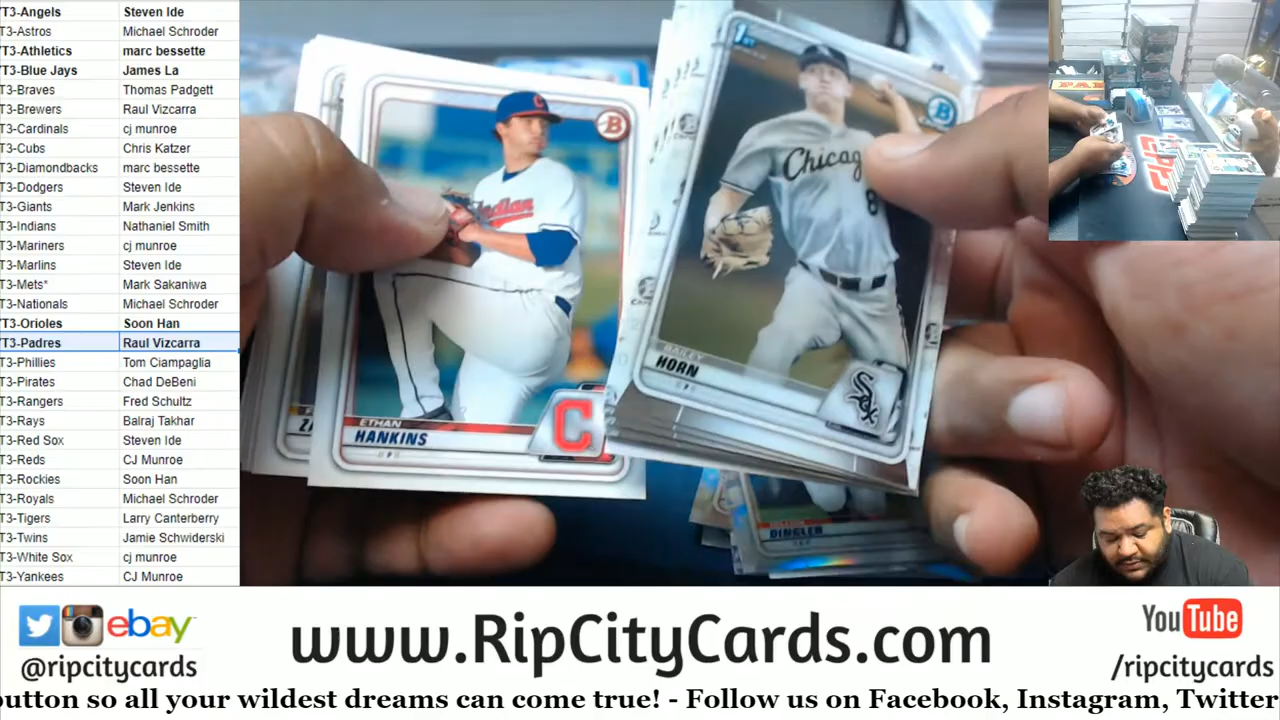 T3-Angels Steven Ide
T3-Astros Michael Schroder
T3-Athletics marc bessette
T3-Blue Jays James La
T3-Braves Thomas Padgett
T3-Brewers Raul Vizcarra
T3-Cardinals cj munroe
T3-Cubs Chris Katzer
T3-Diamondbacks marc bessette
T3-Dodgers Steven Ide
T3-Giants Mark Jenkins
T3-Indians Nathaniel Smith
T3-Mariners cj munroe
T3-Marlins Steven Ide
T3-Mets* Mark Sakaniwa
T3-Nationals Michael Schroder
T3-Orioles Soon Han
T3-Padres Raul Vizcarra
T3-Phillies Tom Ciampaglia
T3-Pirates Chad DeBeni
T3-Rangers Fred Schultz
T3-Rays Balraj Takhar
T3-Red Sox Steven Ide
T3-Reds CJ Munroe
T3-Rockies Soon Han
T3-Royals Michael Schroder
T3-Tigers Larry Canterberry
T3-Twins Jamie Schwiderski
T3-White Sox cj munroe
T3-Yankees CJ Munroe
C
B
Indian
ETHAN
HANKINS
C
1ST
B
Chicag
8
BAILEY
HORN
SOX
DINGLER
ebay
@ripcitycards
www.RipCityCards.com
YouTube
/ripcitycards
button so all your wildest dreams can come true! - Follow us on Facebook, Instagram, Twitter